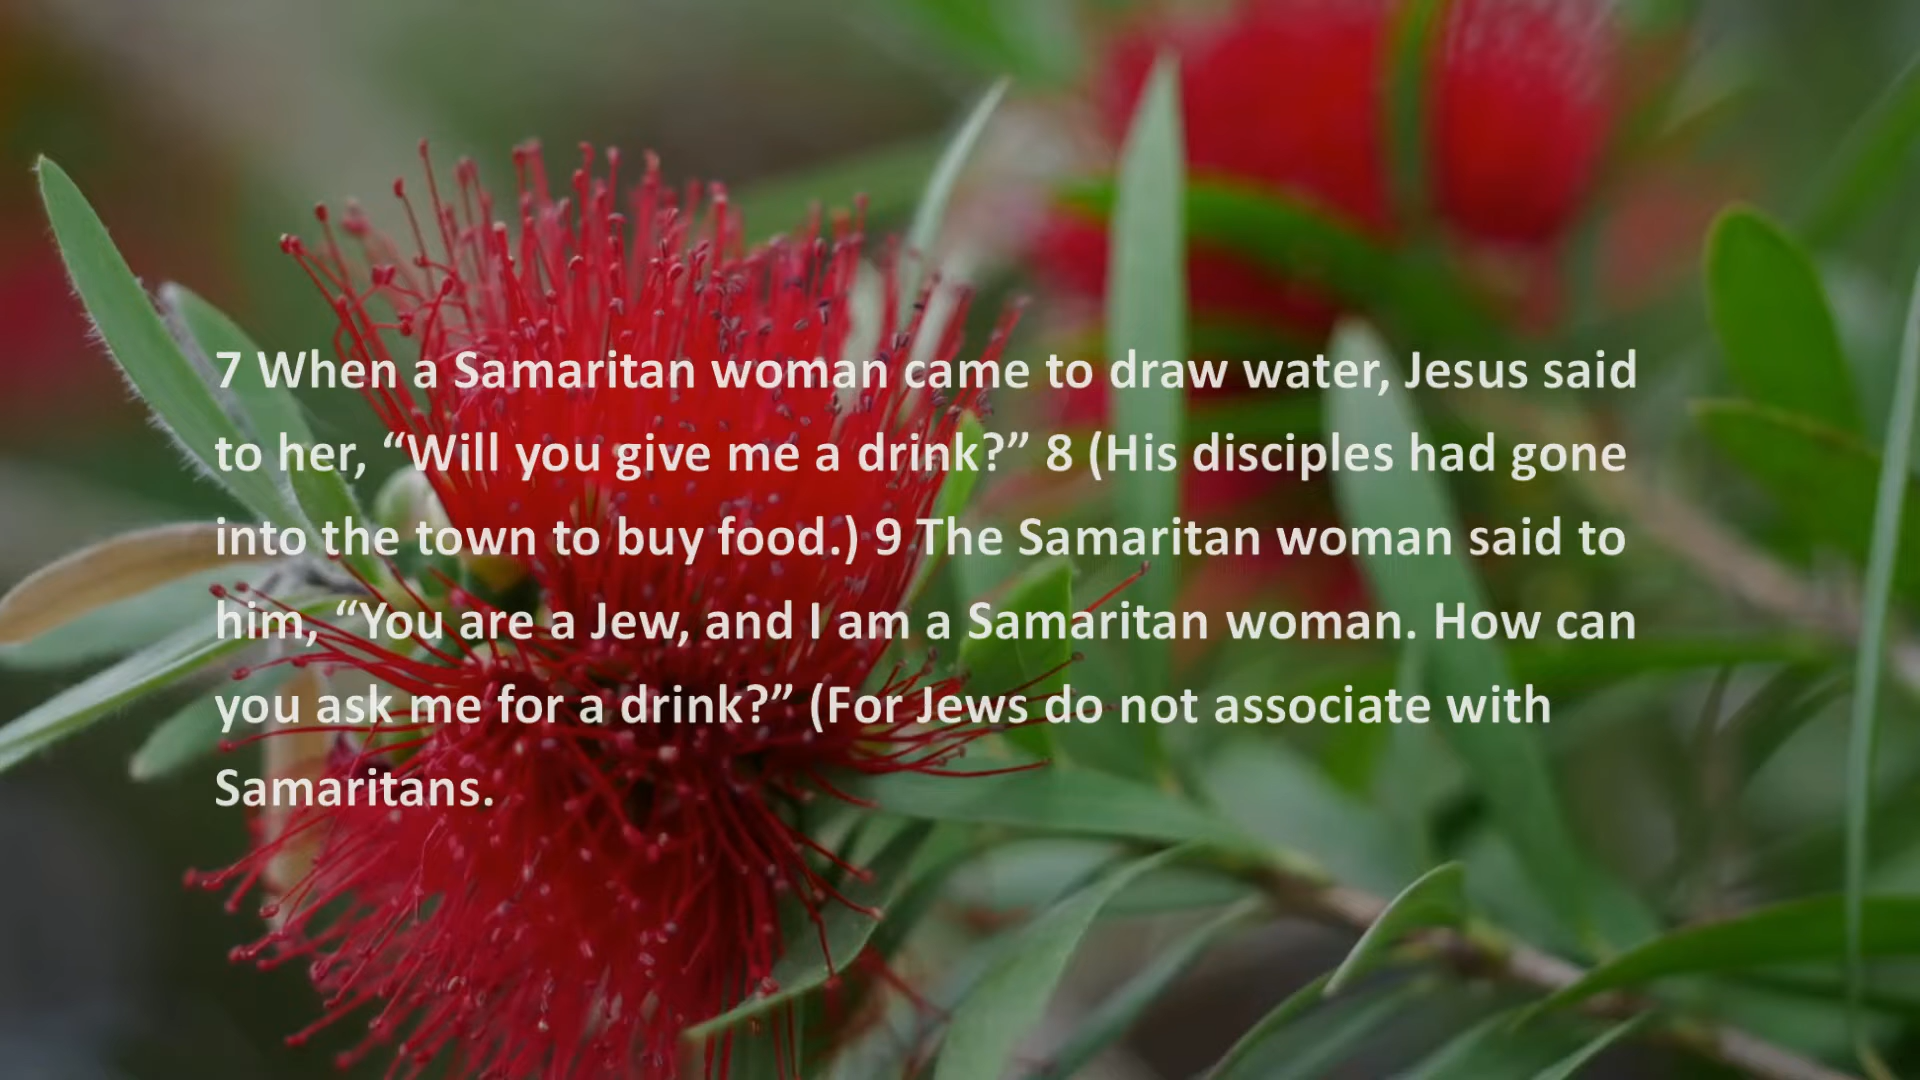 7 When a Samaritan woman came to draw water, Jesus said
to her, “Will you give me a drink?” 8 (His disciples had gone
into the town to buy food.) 9 The Samaritan woman said to
him, “You are a Jew, and I am a Samaritan woman. How can
you ask me for a drink?” (For Jews do not associate with
Samaritans.